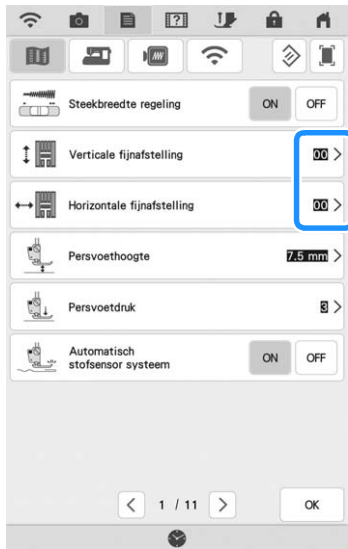 Steekbreedte regeling ON OFF
Verticale fijnafstelling 00 >
Horizontale fijnafstelling 00 >
Persvoethoogte 7.5 mm >
Persvoetdruk 3 >
Automatisch
stofsensor systeem ON OFF
< 1 / 11 > OK